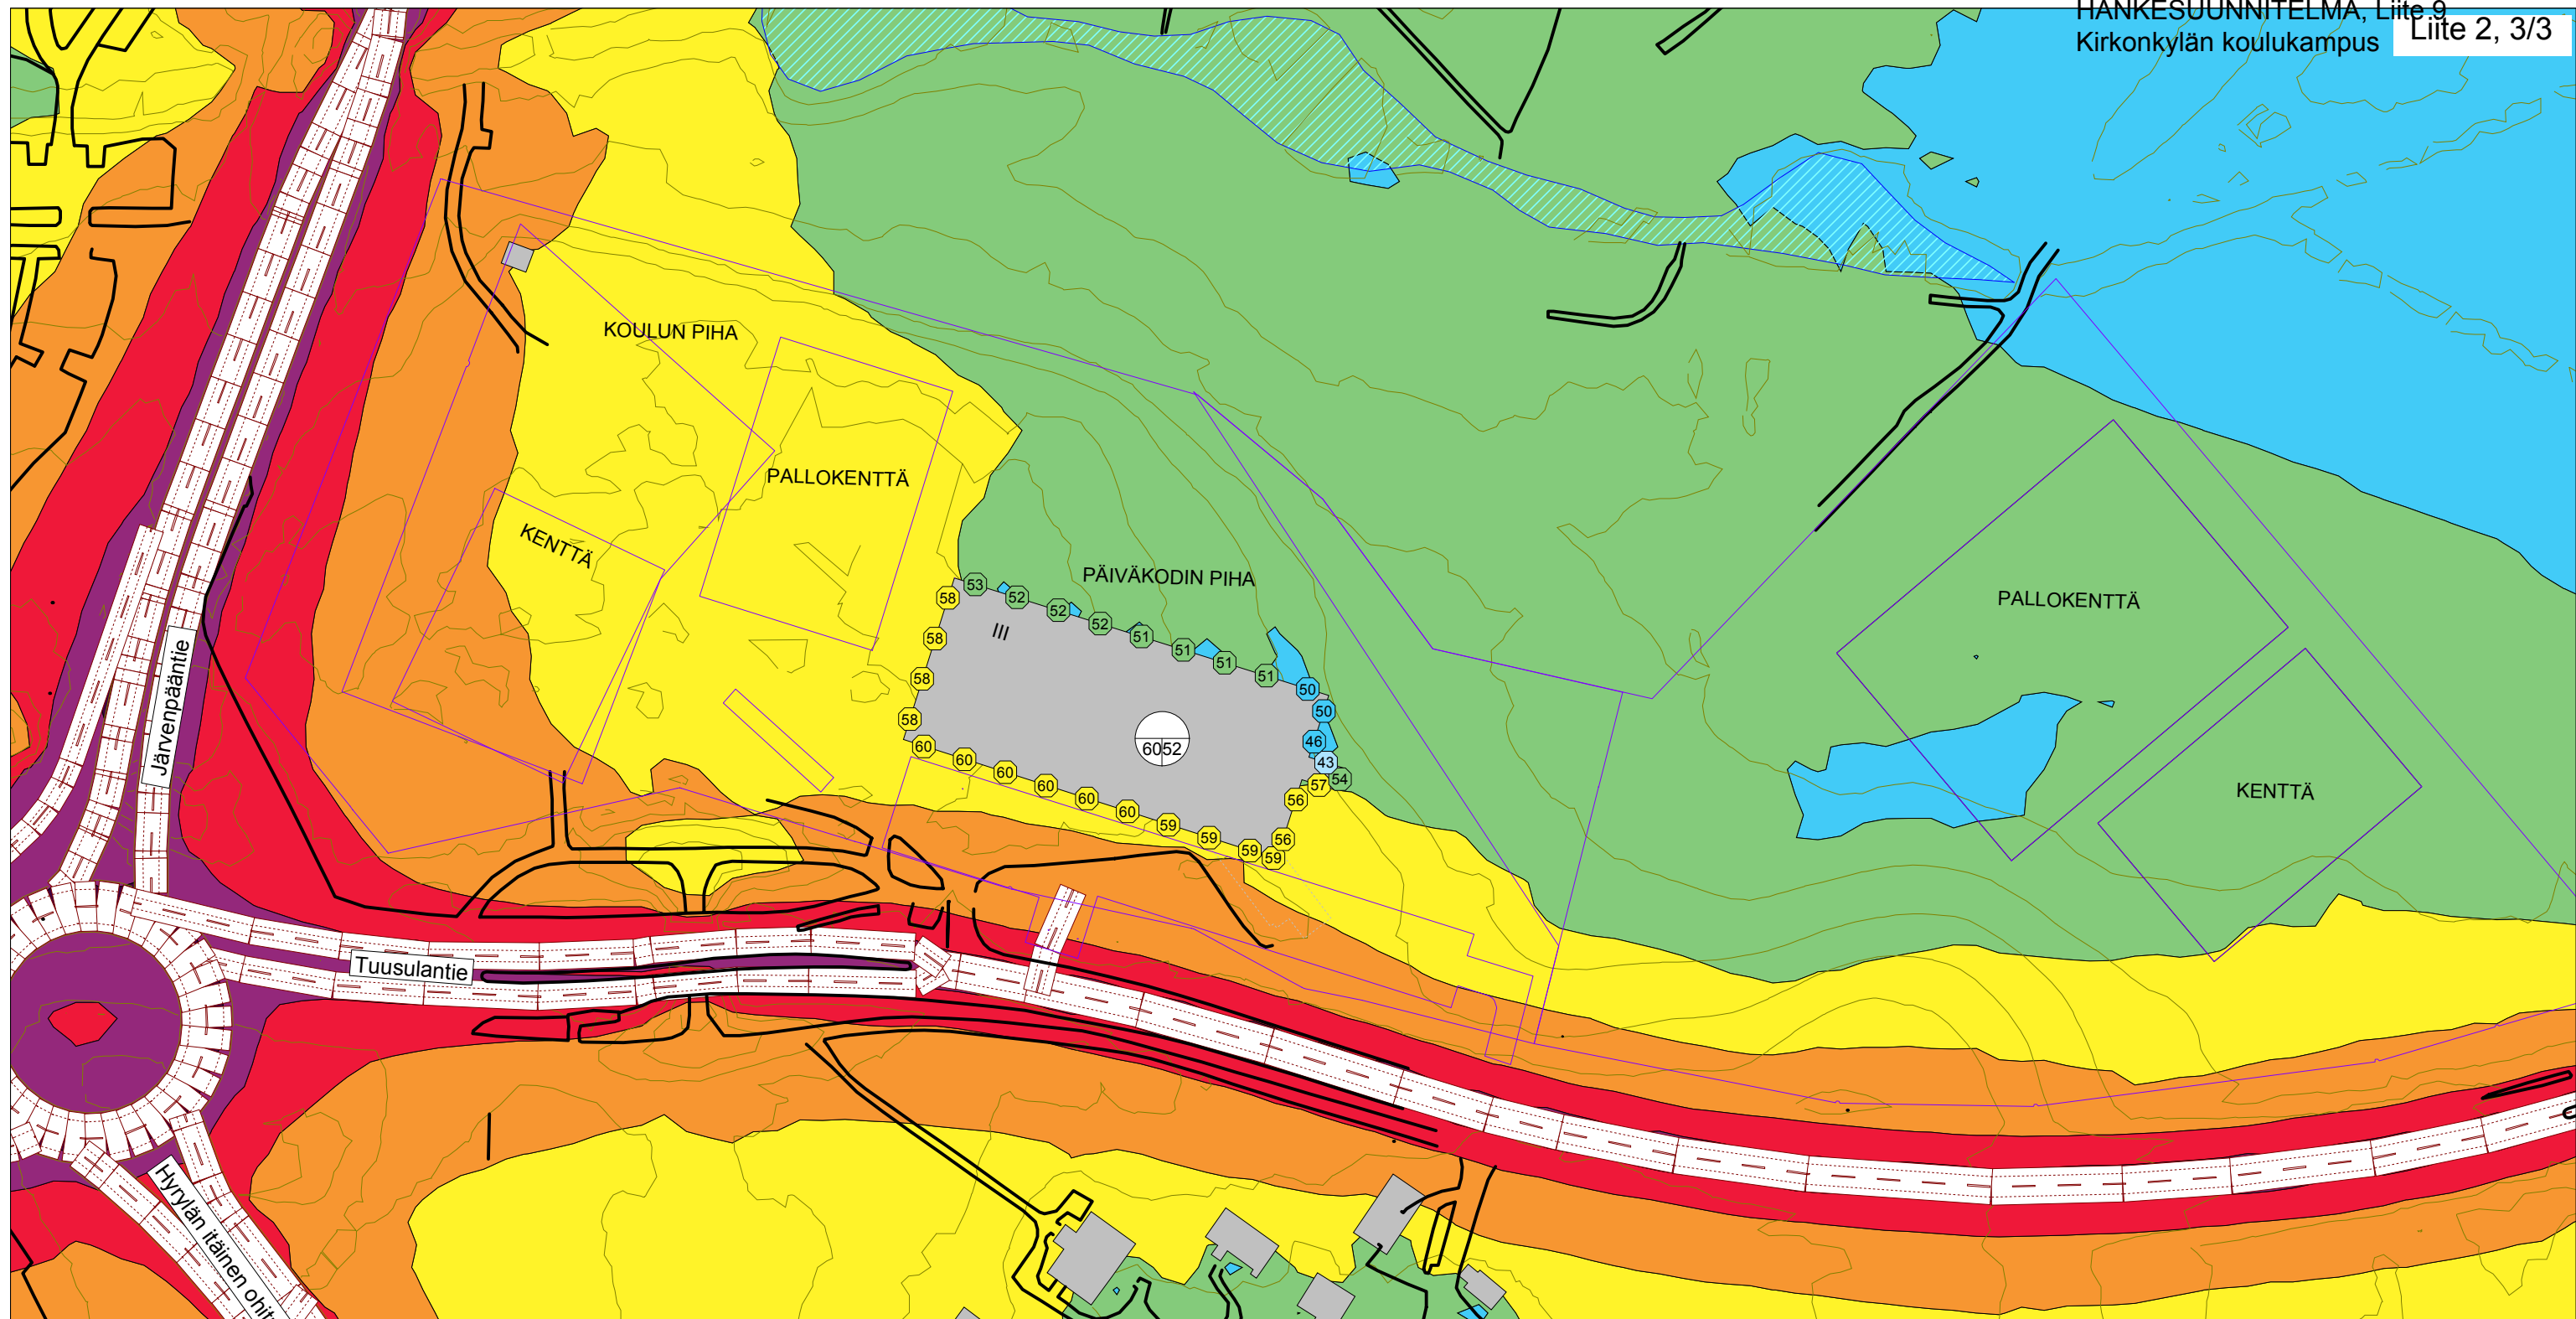 HANKESUUNNITELMA, Liite 9
Kirkonkylän koulukampus
Liite 2, 3/3
KOULUN PIHA
PALLOKENTTÄ
KENTTÄ
PÄIVÄKODIN PIHA
PALLOKENTTÄ
KENTTÄ
III
53
52
52
52
51
51
51
51
50
50
46
43
54
57
56
56
59
59
59
59
60
60
60
60
60
60
58
58
58
58
60 52
Järvenpääntie
Tuusulantie
Hyrylän itäinen ohit